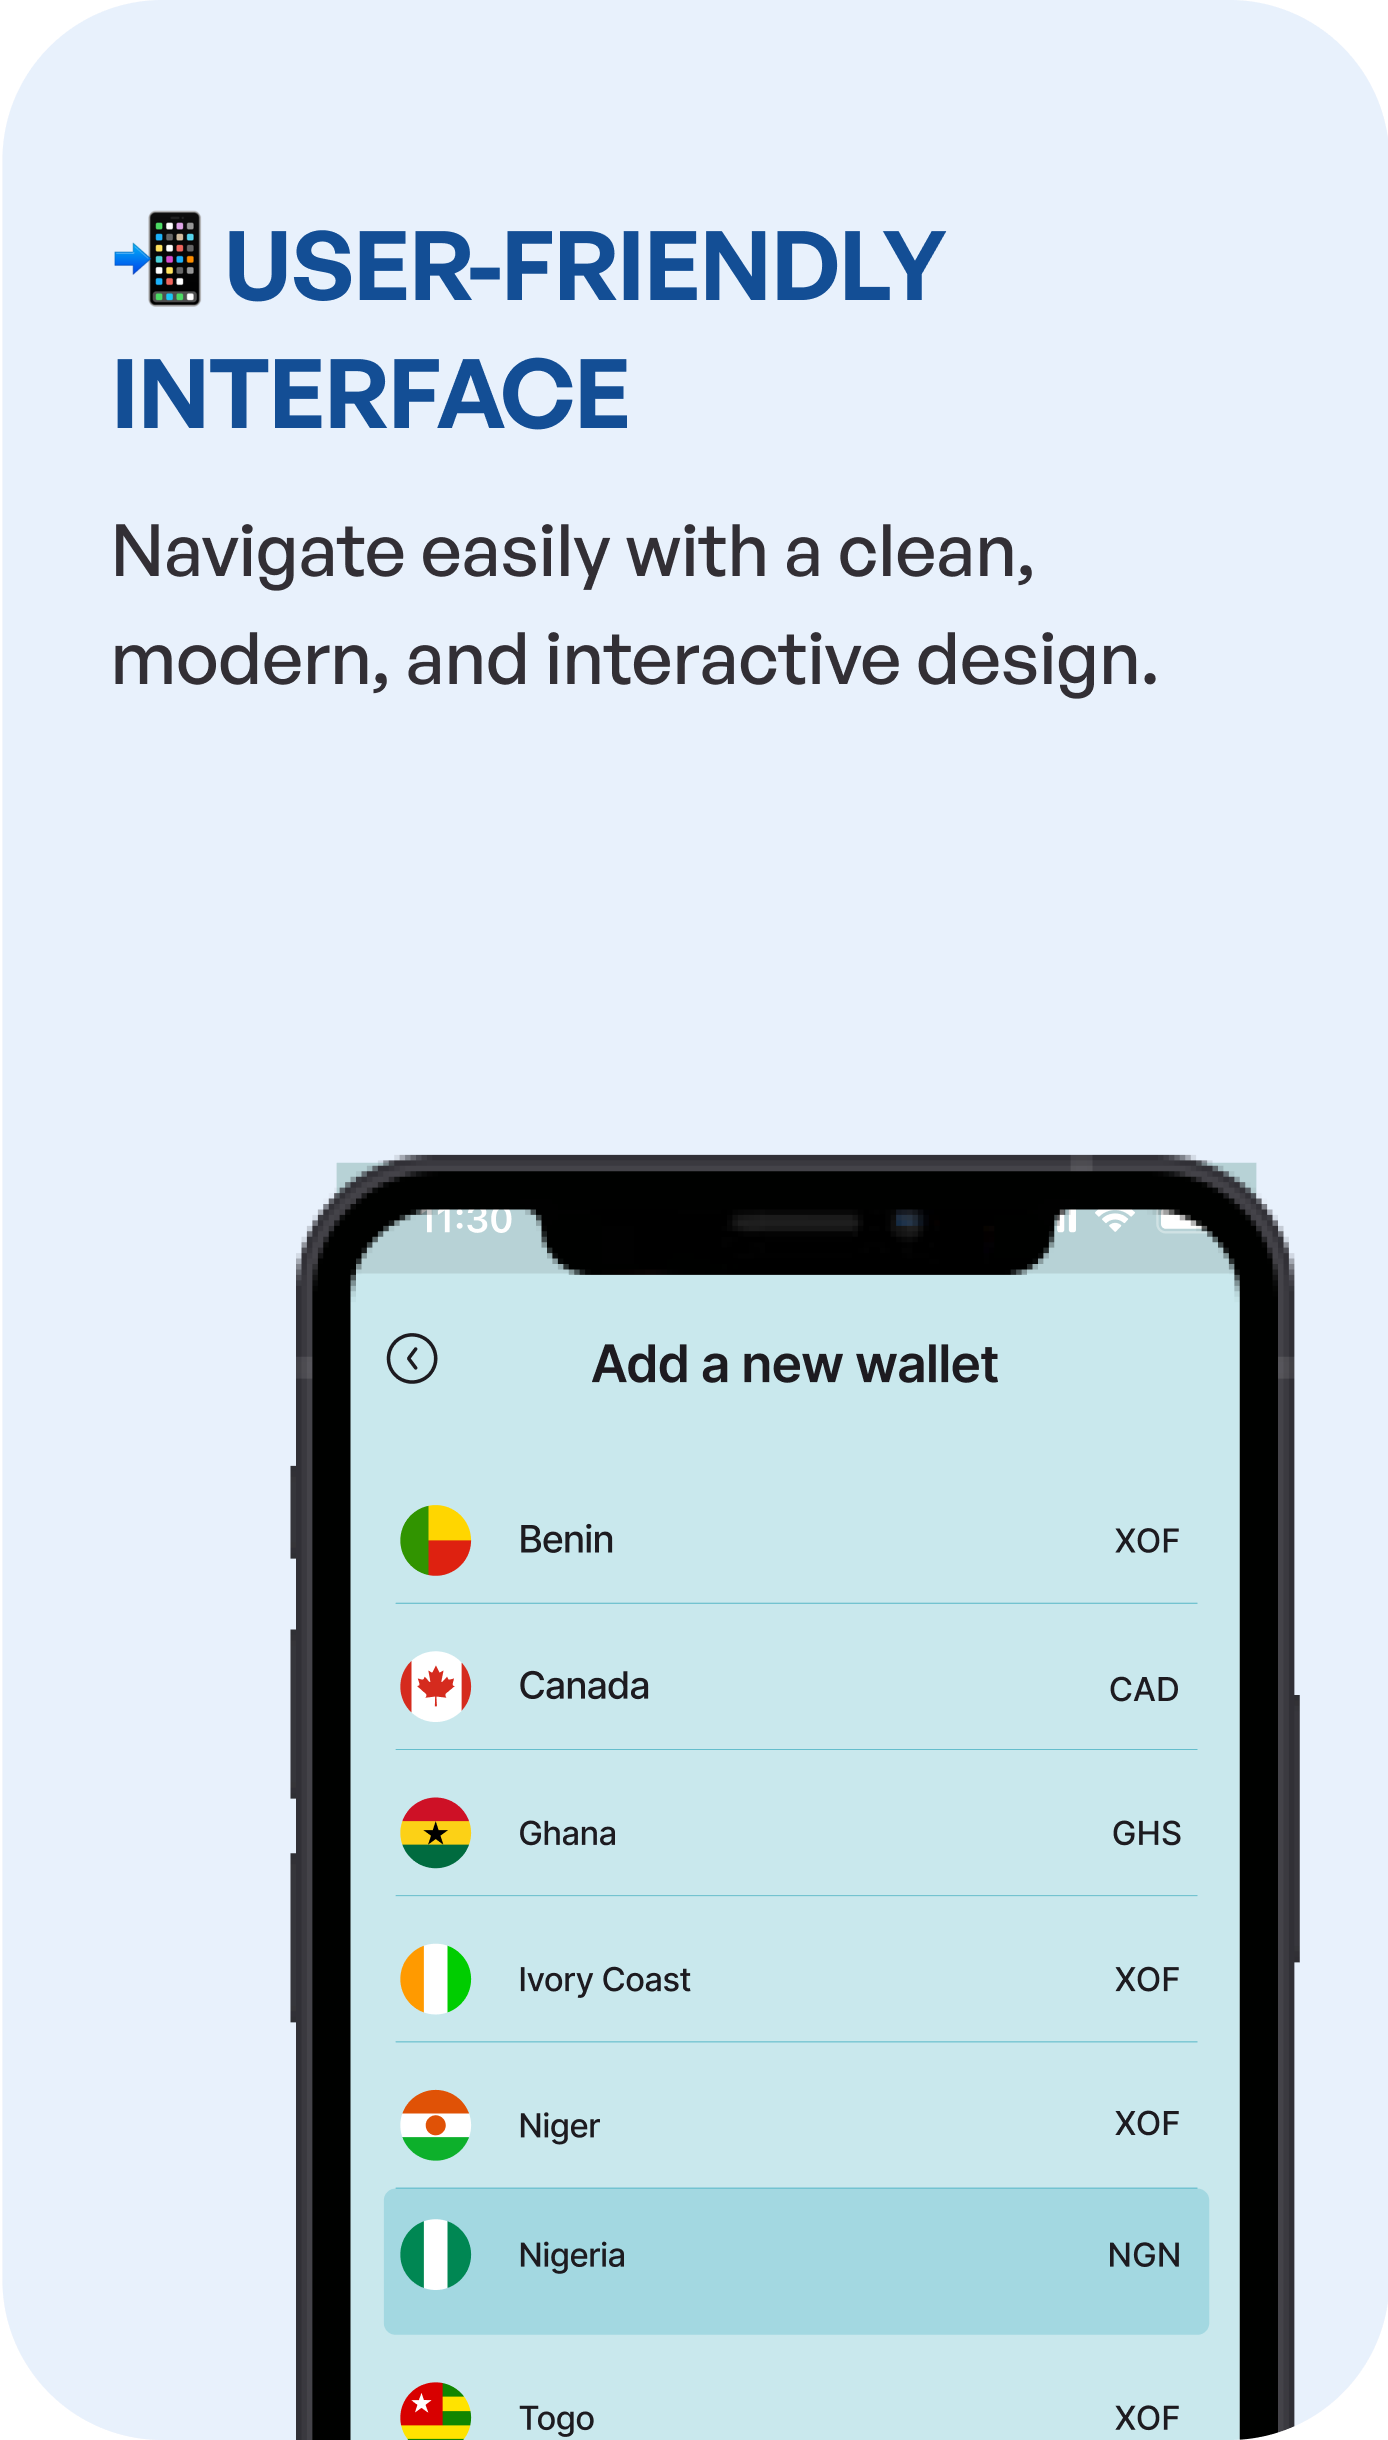 📲 USER-FRIENDLY
INTERFACE
Navigate easily with a clean,
modern, and interactive design.
11:30
Add a new wallet
Benin XOF
Canada CAD
Ghana GHS
Ivory Coast XOF
Niger XOF
Nigeria NGN
Togo XOF